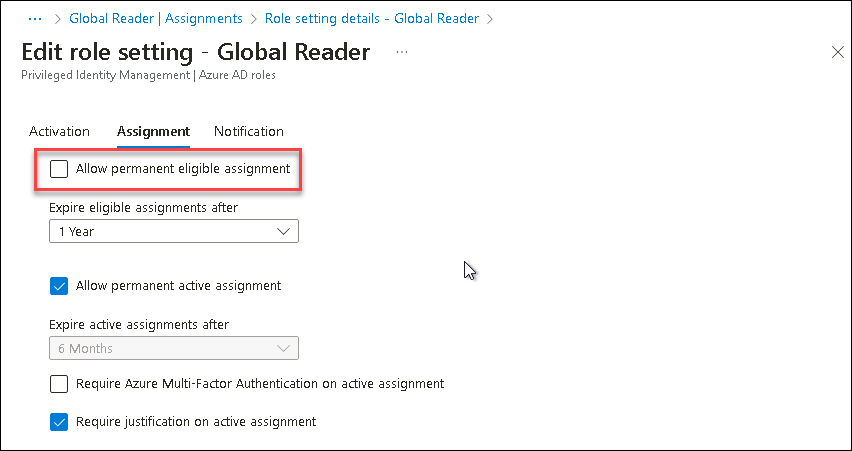 ··· > Global Reader | Assignments > Role setting details - Global Reader >
Edit role setting - Global Reader ···
Privileged Identity Management | Azure AD roles
Activation Assignment Notification
Allow permanent eligible assignment
Expire eligible assignments after
1 Year
Allow permanent active assignment
Expire active assignments after
6 Months
Require Azure Multi-Factor Authentication on active assignment
Require justification on active assignment